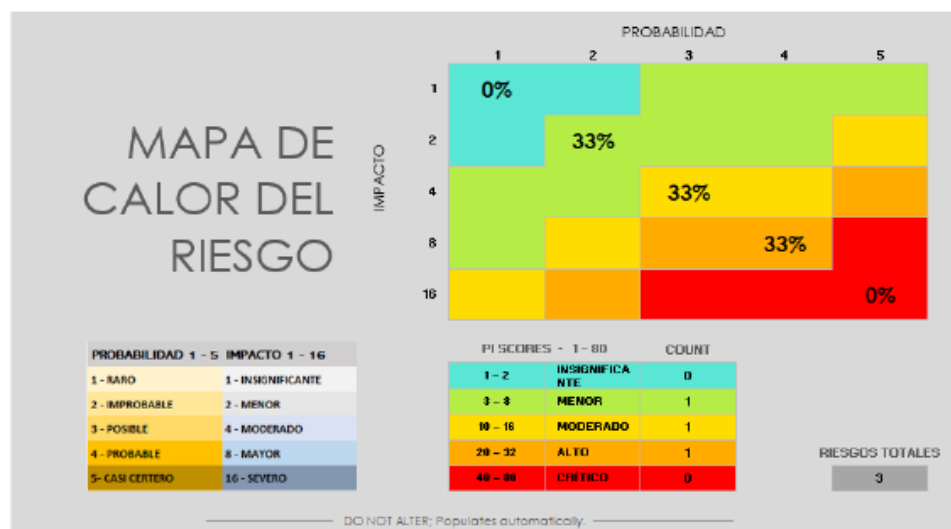 PROBABILIDAD
1 2 3 4 5
MAPA DE
CALOR DEL
RIESGO
IMPACTO
1 0%
2 33%
4 33%
8 33%
16 0%
PROBABILIDAD 1 - 5 IMPACTO 1 - 16
1 - RARO 1 - INSIGNIFICANTE
2 - IMPROBABLE 2 - MENOR
3 - POSIBLE 4 - MODERADO
4 - PROBABLE 8 - MAYOR
5- CASI CERTERO 16 - SEVERO
PI SCORES - 1 - 80 COUNT
1 - 2 INSIGNIFICA
NTE 0
3 - 8 MENOR 1
10 - 16 MODERADO 1
20 - 32 ALTO 1
40 - 80 CRÍTICO 0
RIESGOS TOTALES
3
DO NOT ALTER; Populates automatically.